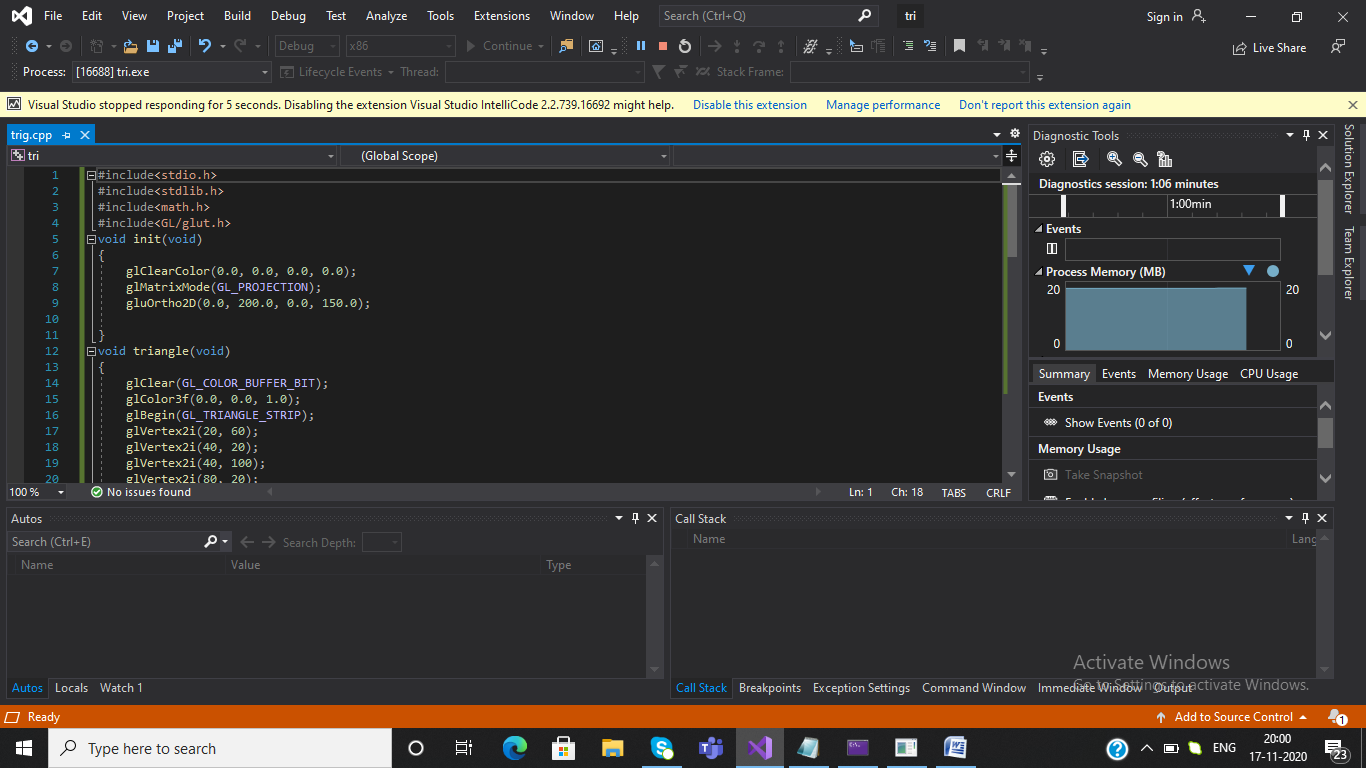 File Edit View Project Build Debug Test Analyze Tools Extensions Window Help Search (Ctrl+Q) tri Sign in
Debug x86 Continue Live Share
Process: [16688] tri.exe Lifecycle Events Thread: Stack Frame:
Visual Studio stopped responding for 5 seconds. Disabling the extension Visual Studio IntelliCode 2.2.739.16692 might help. Disable this extension Manage performance Don't report this extension again
trig.cpp
tri (Global Scope)
1 #include<stdio.h>
2 #include<stdlib.h>
3 #include<math.h>
4 #include<GL/glut.h>
5 void init(void)
6 {
7 glClearColor(0.0, 0.0, 0.0, 0.0);
8 glMatrixMode(GL_PROJECTION);
9 gluOrtho2D(0.0, 200.0, 0.0, 150.0);
10
11 }
12 void triangle(void)
13 {
14 glClear(GL_COLOR_BUFFER_BIT);
15 glColor3f(0.0, 0.0, 1.0);
16 glBegin(GL_TRIANGLE_STRIP);
17 glVertex2i(20, 60);
18 glVertex2i(40, 20);
19 glVertex2i(40, 100);
20 glVertex2i(80, 20);
100 % No issues found Ln: 1 Ch: 18 TABS CRLF
Diagnostic Tools
Diagnostics session: 1:06 minutes
1:00min
Events
Process Memory (MB)
20 20
0 0
Summary Events Memory Usage CPU Usage
Events
Show Events (0 of 0)
Memory Usage
Take Snapshot
Solution Explorer
Team Explorer
Autos
Search (Ctrl+E) Search Depth:
Name Value Type
Autos Locals Watch 1
Call Stack
Name Lang
Call Stack Breakpoints Exception Settings Command Window Immediate Window Output
Activate Windows
Go to Settings to activate Windows.
Ready Add to Source Control 1
Type here to search ENG 20:00
17-11-2020 23